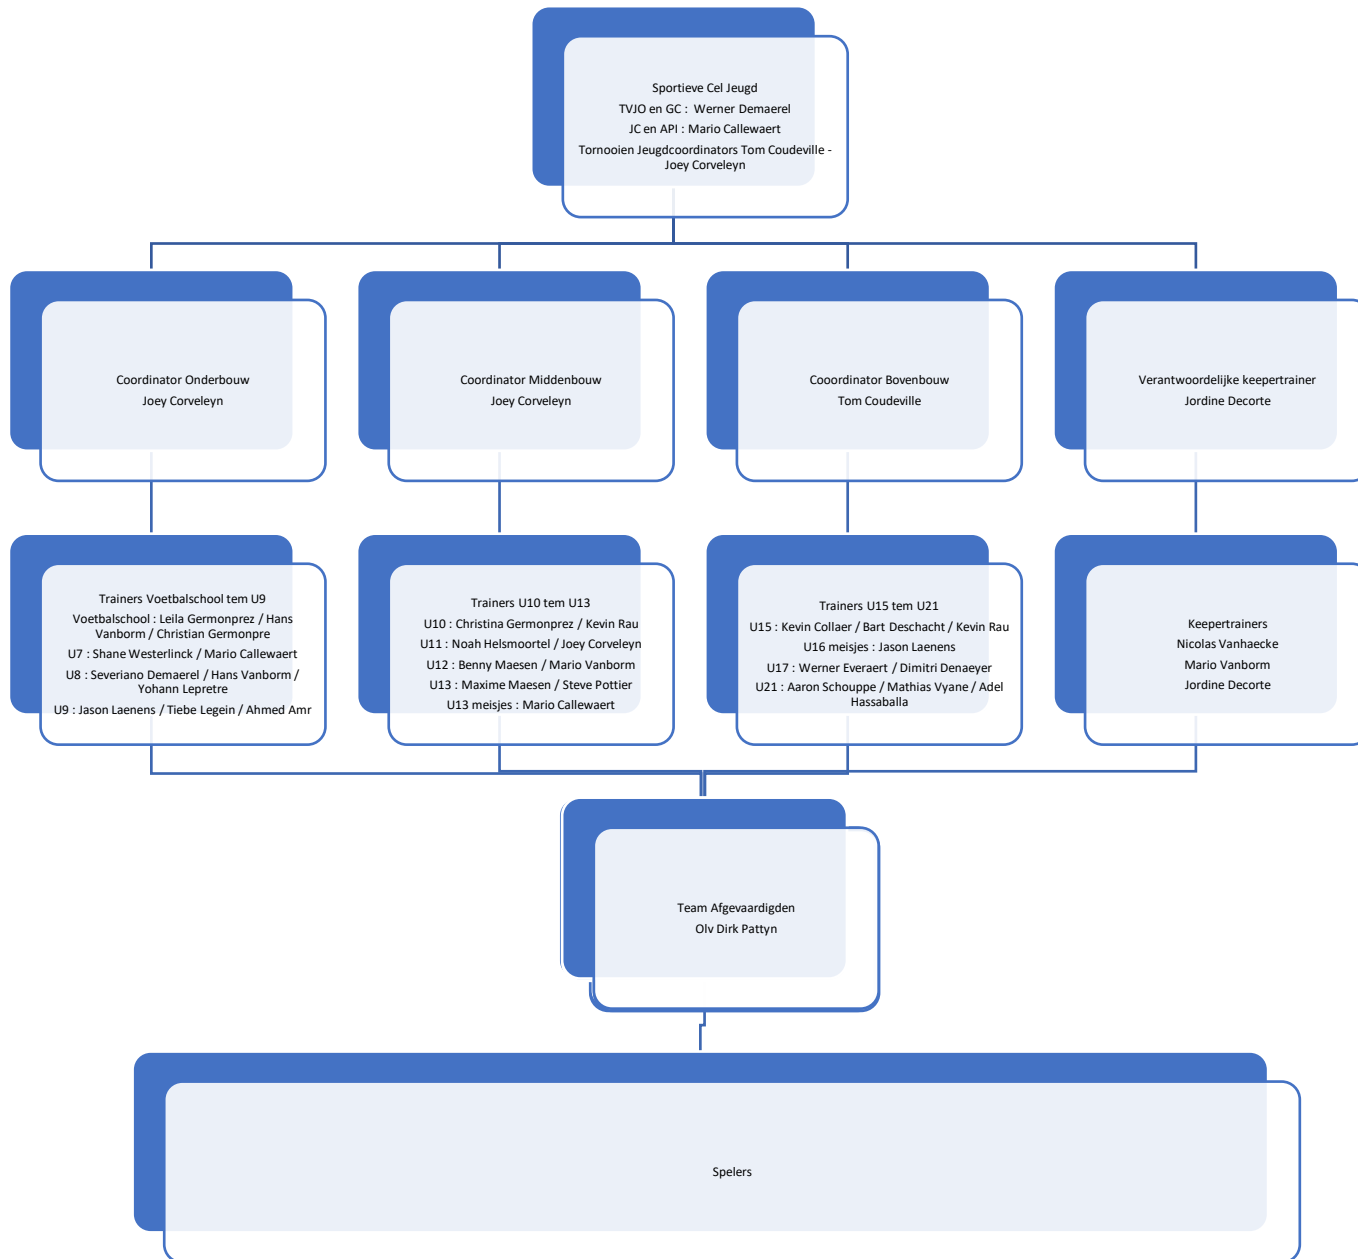 Sportieve Cel Jeugd
TVJO en GC : Werner Demaerel
JC en API : Mario Callewaert
Tornooien Jeugdcoordinators Tom Coudeville -
Joey Corveleyn
Coordinator Onderbouw
Joey Corveleyn
Coordinator Middenbouw
Joey Corveleyn
Cooordinator Bovenbouw
Tom Coudeville
Verantwoordelijke keepertrainer
Jordine Decorte
Trainers Voetbalschool tem U9
Voetbalschool : Leila Germonprez / Hans
Vanborm / Christian Germonpre
U7 : Shane Westerlinck / Mario Callewaert
U8 : Severiano Demaerel / Hans Vanborm /
Yohann Lepretre
U9 : Jason Laenens / Tiebe Legein / Ahmed Amr
Trainers U10 tem U13
U10 : Christina Germonprez / Kevin Rau
U11 : Noah Helsmoortel / Joey Corveleyn
U12 : Benny Maesen / Mario Vanborm
U13 : Maxime Maesen / Steve Pottier
U13 meisjes : Mario Callewaert
Trainers U15 tem U21
U15 : Kevin Collaer / Bart Deschacht / Kevin Rau
U16 meisjes : Jason Laenens
U17 : Werner Everaert / Dimitri Denaeyer
U21 : Aaron Schouppe / Mathias Vyane / Adel
Hassaballa
Keepertrainers
Nicolas Vanhaecke
Mario Vanborm
Jordine Decorte
Team Afgevaardigden
Olv Dirk Pattyn
Spelers